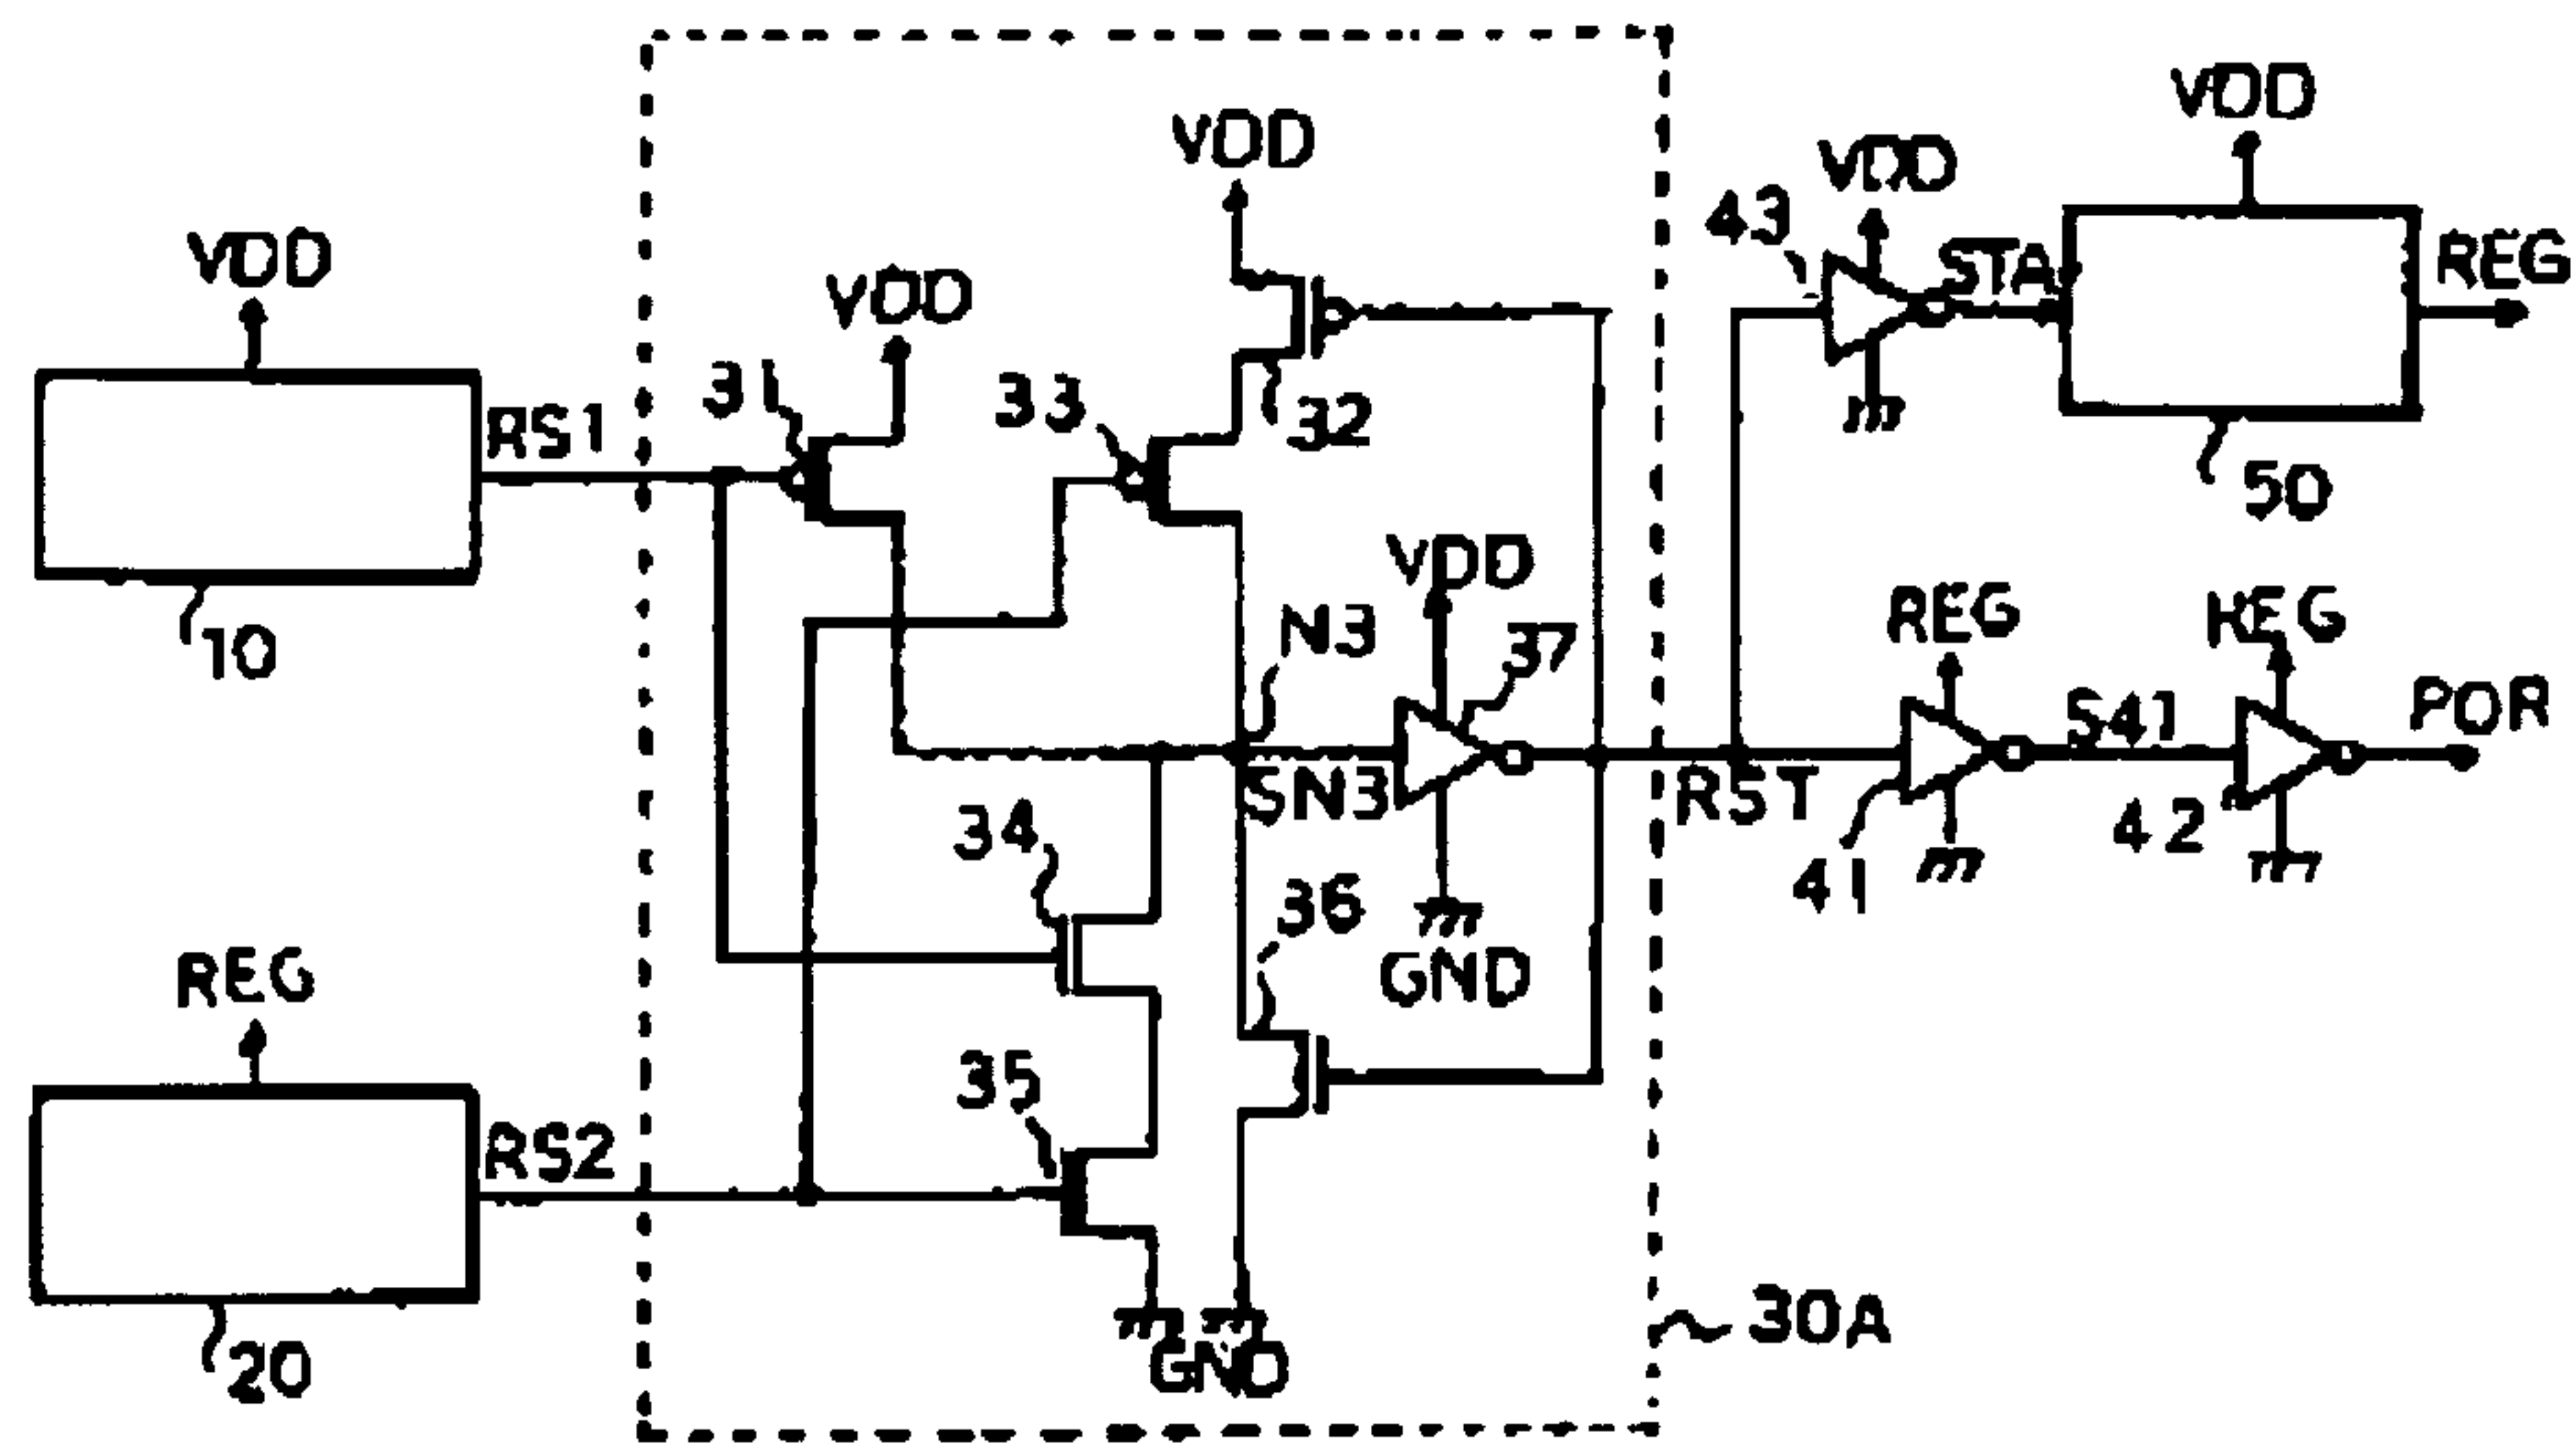 VDD
10
RS1
REG
20
RS2
VDD
31
33
VDD
32
N3
SN3
VDD
37
GND
34
35
36
GND
30A
RST
43
VDD
STA
VDD
REG
50
REG
41
S41
REG
42
POR